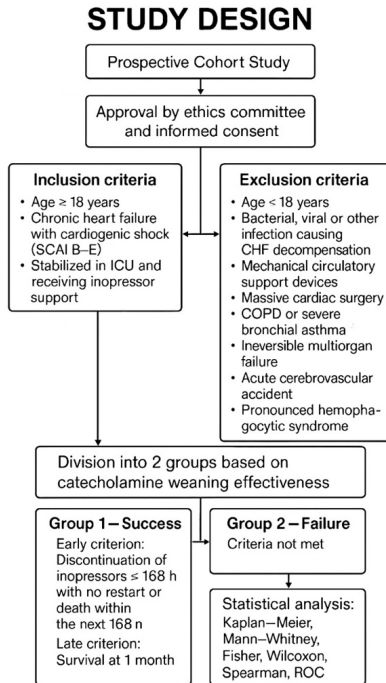 STUDY DESIGN
Prospective Cohort Study
Approval by ethics committee
and informed consent
Inclusion criteria
• Age ≥ 18 years
• Chronic heart failure
with cardiogenic shock
(SCAI B–E)
• Stabilized in ICU and
receiving inopressor
support
Exclusion criteria
• Age < 18 years
• Bacterial, viral or other
infection causing
CHF decompensation
• Mechanical circulatory
support devices
• Massive cardiac surgery
• COPD or severe
bronchial asthma
• Ineversible multiorgan
failure
• Acute cerebrovascular
accident
• Pronounced hemopha-
gocytic syndrome
Division into 2 groups based on
catecholamine weaning effectiveness
Group 1—Success
Early criterion:
Discontinuation of
inopressors ≤ 168 h
with no restart or
death within
the next 168 n
Late criterion:
Survival at 1 month
Group 2—Failure
Criteria not met
Statistical analysis:
Kaplan—Meier,
Mann—Whitney,
Fisher, Wilcoxon,
Spearman, ROC